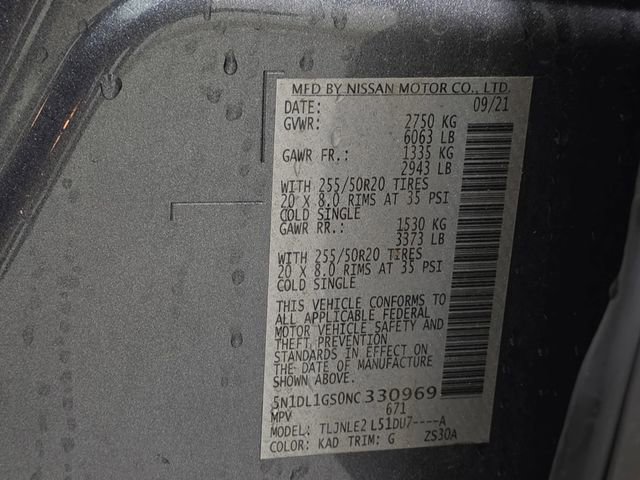 MFD BY NISSAN MOTOR CO., LTD.
DATE: 09/21
GVWR: 2750 KG
6063 LB
GAWR FR.: 1335 KG
2943 LB
WITH 255/50R20 TIRES
20 X 8.0 RIMS AT 35 PSI
COLD SINGLE
GAWR RR.: 1530 KG
3373 LB
WITH 255/50R20 TIRES
20 X 8.0 RIMS AT 35 PSI
COLD SINGLE
THIS VEHICLE CONFORMS TO
ALL APPLICABLE FEDERAL
MOTOR VEHICLE SAFETY AND
THEFT PREVENTION
STANDARDS IN EFFECT ON
THE DATE OF MANUFACTURE
SHOWN ABOVE.
5N1DL1GS0NC330969
MPV 671
MODEL: TLJNLE2 L51DU7----A
COLOR: KAD TRIM: G ZS30A